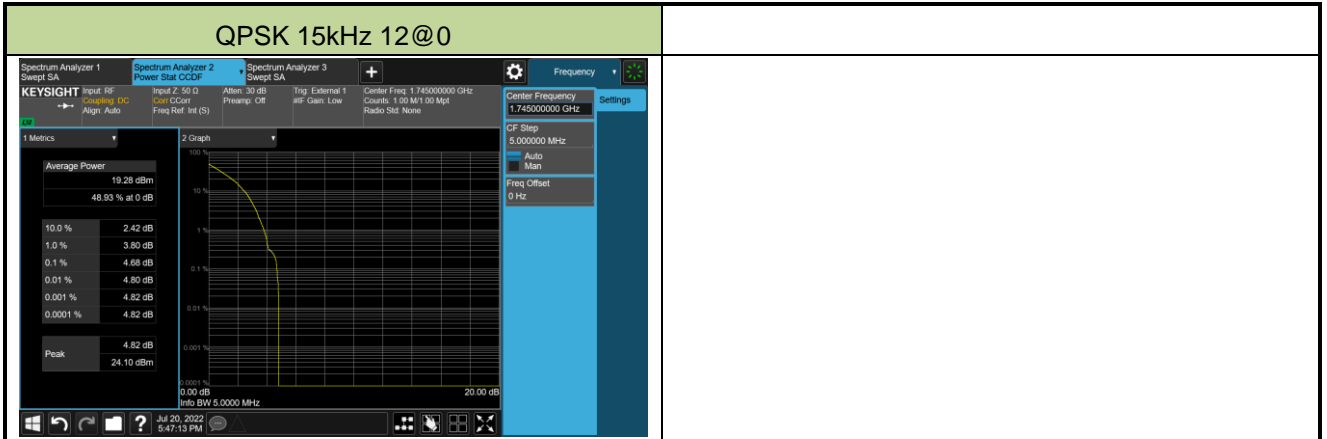 QPSK 15kHz 12@0
Spectrum Analyzer 1
Swept SA
Spectrum Analyzer 2
Power Stat CCDF
Spectrum Analyzer 3
Swept SA
+
Frequency
KEYSIGHT
Input: RF
Coupling: DC
Align: Auto
Input Z: 50 Ω
Corr CCorr
Freq Ref: Int (S)
Atten: 30 dB
Preamp: Off
Trig: External 1
#IF Gain: Low
Center Freq: 1.745000000 GHz
Counts: 1.00 M/1.00 Mpt
Radio Std: None
Center Frequency
1.745000000 GHz
Settings
CF Step
5.000000 MHz
Auto
Man
Freq Offset
0 Hz
1 Metrics
Average Power
19.28 dBm
48.93 % at 0 dB
10.0 % 2.42 dB
1.0 % 3.80 dB
0.1 % 4.68 dB
0.01 % 4.80 dB
0.001 % 4.82 dB
0.0001 % 4.82 dB
Peak
4.82 dB
24.10 dBm
2 Graph
100 %
10 %
1 %
0.1 %
0.01 %
0.001 %
0.0001 %
0.00 dB 20.00 dB
Info BW 5.0000 MHz
?
Jul 20, 2022
5:47:13 PM